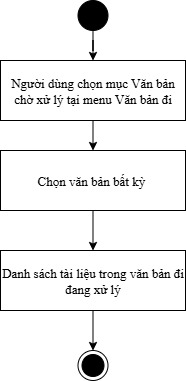 Người dùng chọn mục Văn bản
chờ xử lý tại menu Văn bản đi
Chọn văn bản bất kỳ
Danh sách tài liệu trong văn bản đi
đang xử lý